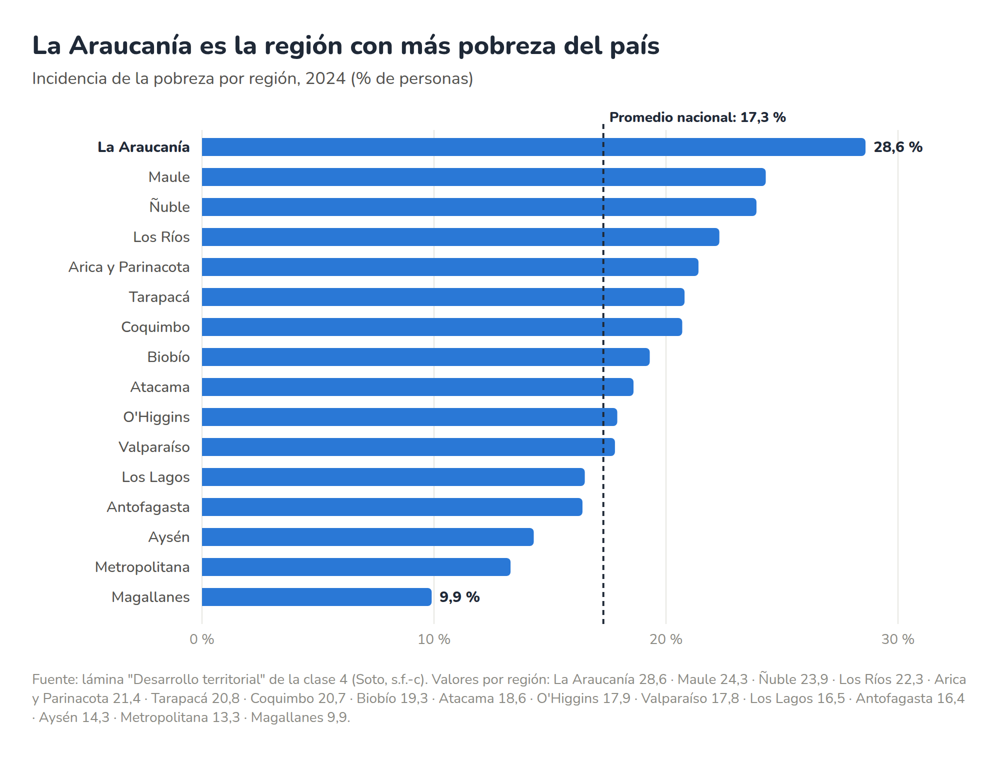 La Araucanía es la región con más pobreza del país
Incidencia de la pobreza por región, 2024 (% de personas)
Promedio nacional: 17,3 %
La Araucanía 28,6 %
Maule
Ñuble
Los Ríos
Arica y Parinacota
Tarapacá
Coquimbo
Biobío
Atacama
O'Higgins
Valparaíso
Los Lagos
Antofagasta
Aysén
Metropolitana
Magallanes 9,9 %
0 % 10 % 20 % 30 %
Fuente: lámina "Desarrollo territorial" de la clase 4 (Soto, s.f.-c). Valores por región: La Araucanía 28,6 · Maule 24,3 · Ñuble 23,9 · Los Ríos 22,3 · Arica
y Parinacota 21,4 · Tarapacá 20,8 · Coquimbo 20,7 · Biobío 19,3 · Atacama 18,6 · O'Higgins 17,9 · Valparaíso 17,8 · Los Lagos 16,5 · Antofagasta 16,4
· Aysén 14,3 · Metropolitana 13,3 · Magallanes 9,9.